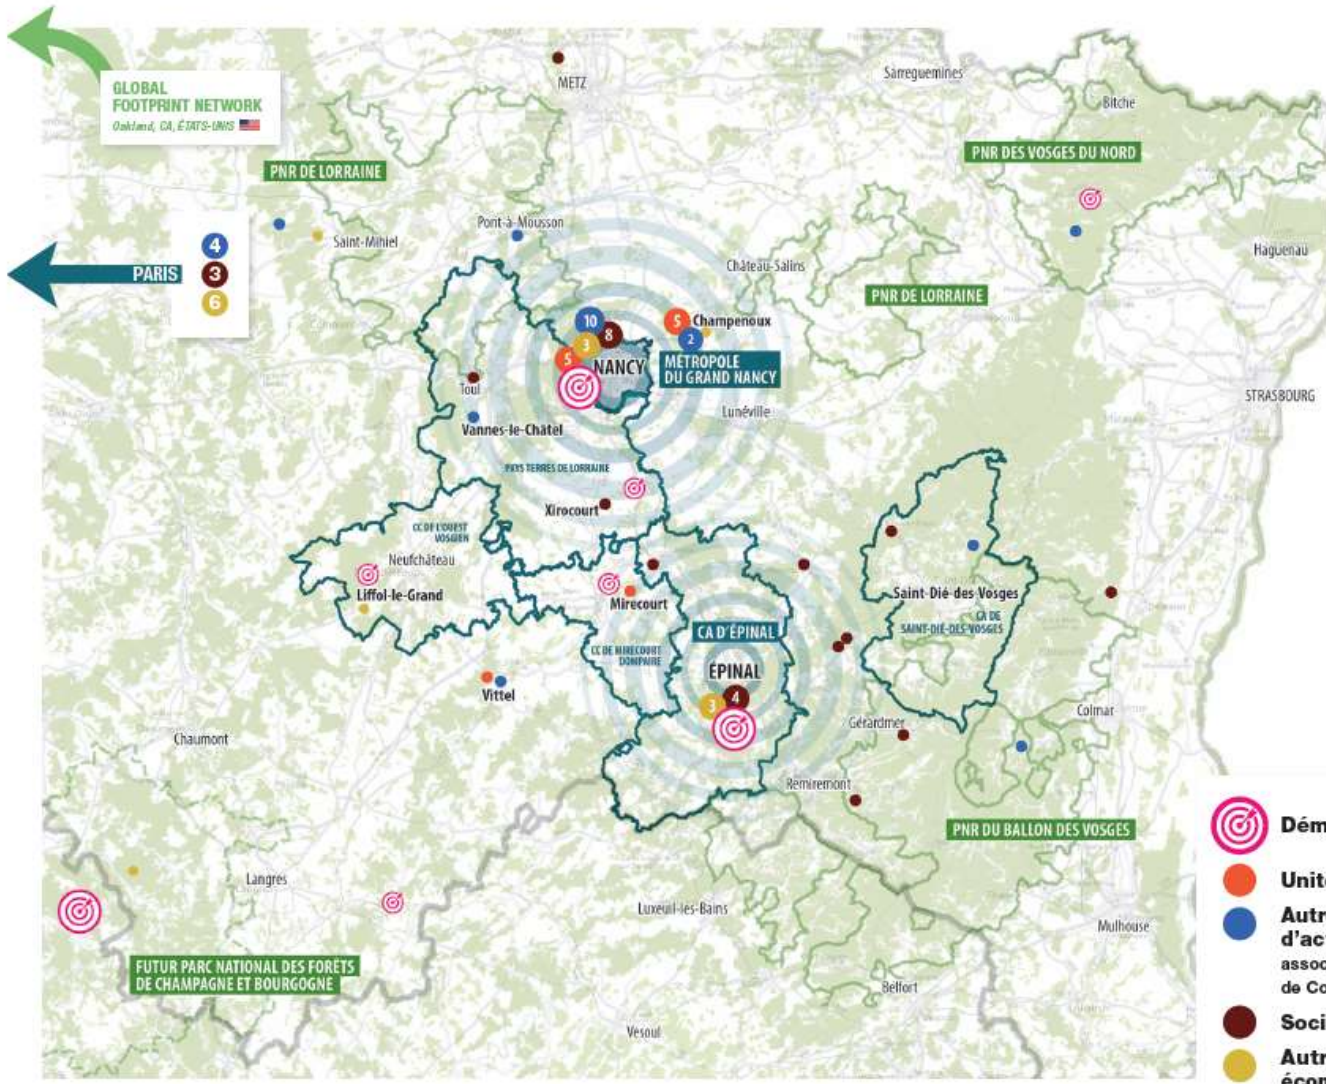 GLOBAL
FOOTPRINT NETWORK
Oakland, CA, ÉTATS-UNIS
METZ
Sarreguemines
Bitche
PNR DES VOSGES DU NORD
PNR DE LORRAINE
Pont-à-Mousson
Saint-Mihiel
4
PARIS
3
6
Haguenau
Château-Salins
PNR DE LORRAINE
10
8
3
5
NANCY
5
Champenoux
2
MÉTROPOLE
DU GRAND NANCY
STRASBOURG
Toul
Lunéville
Vannes-le-Châtel
PAYS TERRES DE LORRAINE
Xirocourt
CC DE L'OUEST
VOSGIEN
Neufchâteau
Liffol-le-Grand
Mirecourt
Saint-Dié-des-Vosges
CA DE
SAINT-DIÉ-DES-VOSGES
CA D'ÉPINAL
CC DE MIRECOURT
DOMPAIRE
ÉPINAL
3
4
Vittel
Colmar
Gérardmer
Chaumont
Remiremont
PNR DU BALLON DES VOSGES
Langres
Luxeuil-les-Bains
Mulhouse
FUTUR PARC NATIONAL DES FORÊTS
DE CHAMPAGNE ET BOURGOGNE
Belfort
Vesoul
Dém
Unité
Autr
d'ac
assoc
de Co
Soci
Autr
écon